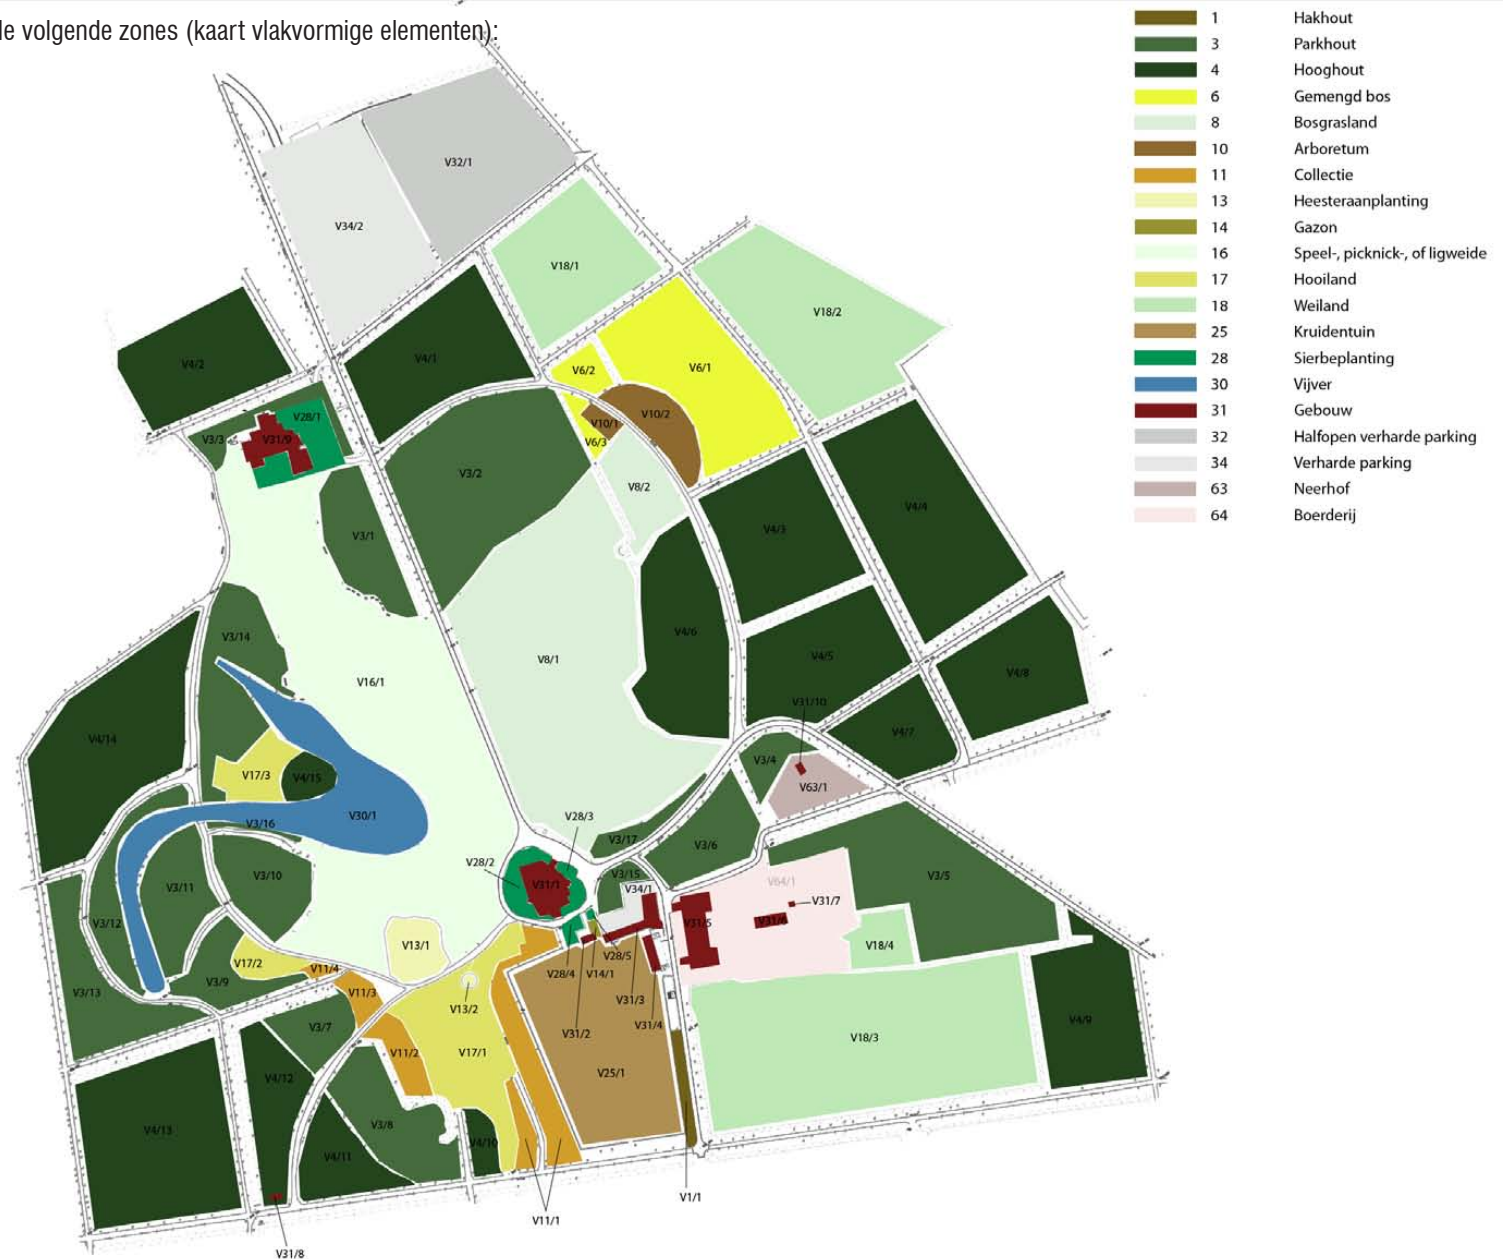 le volgende zones (kaart vlakvormige elementen):
1 Hakhout
3 Parkhout
4 Hooghout
6 Gemengd bos
8 Bosgrasland
10 Arboretum
11 Collectie
13 Heesteraanplanting
14 Gazon
16 Speel-, picknick-, of ligweide
17 Hooiland
18 Weiland
25 Kruidentuin
28 Sierbeplanting
30 Vijver
31 Gebouw
32 Halfopen verharde parking
34 Verharde parking
63 Neerhof
64 Boerderij
V32/1
V34/2
V18/1
V18/2
V4/2
V4/1
V6/2
V6/1
V28/1
V10/2
V10/1
V3/3
V31/9
V6/3
V3/2
V8/2
V4/4
V4/3
V3/1
V3/14
V4/6
V8/1
V4/5
V4/8
V16/1
V31/10
V4/7
V4/14
V3/4
V17/3
V4/15
V63/1
V30/1
V28/3
V3/16
V3/17
V3/6
V28/2
V3/10
V3/15
V3/5
V31/1
V64/1
V3/11
V34/1
V31/7
V3/12
V31/5
V31/6
V13/1
V18/4
V28/5
V17/2
V11/4
V28/4
V14/1
V3/9
V3/13
V11/3
V31/3
V13/2
V4/9
V3/7
V31/4
V31/2
V18/3
V11/2
V17/1
V25/1
V4/12
V3/8
V4/13
V4/10
V4/11
V1/1
V11/1
V31/8